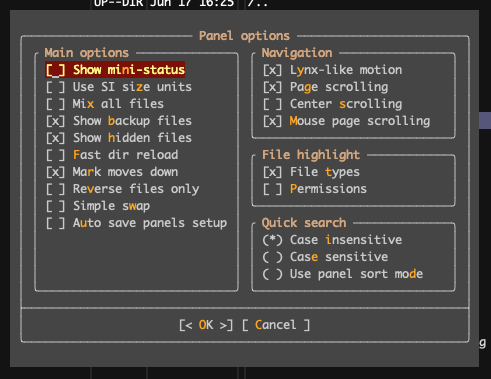 UP--DIR Jun 17 16:25 /..
Panel options
Main options
[_] Show mini-status
[ ] Use SI size units
[ ] Mix all files
[x] Show backup files
[x] Show hidden files
[ ] Fast dir reload
[x] Mark moves down
[ ] Reverse files only
[ ] Simple swap
[ ] Auto save panels setup
Navigation
[x] Lynx-like motion
[x] Page scrolling
[ ] Center scrolling
[x] Mouse page scrolling
File highlight
[x] File types
[ ] Permissions
Quick search
(*) Case insensitive
( ) Case sensitive
( ) Use panel sort mode
[< OK >] [ Cancel ]
g